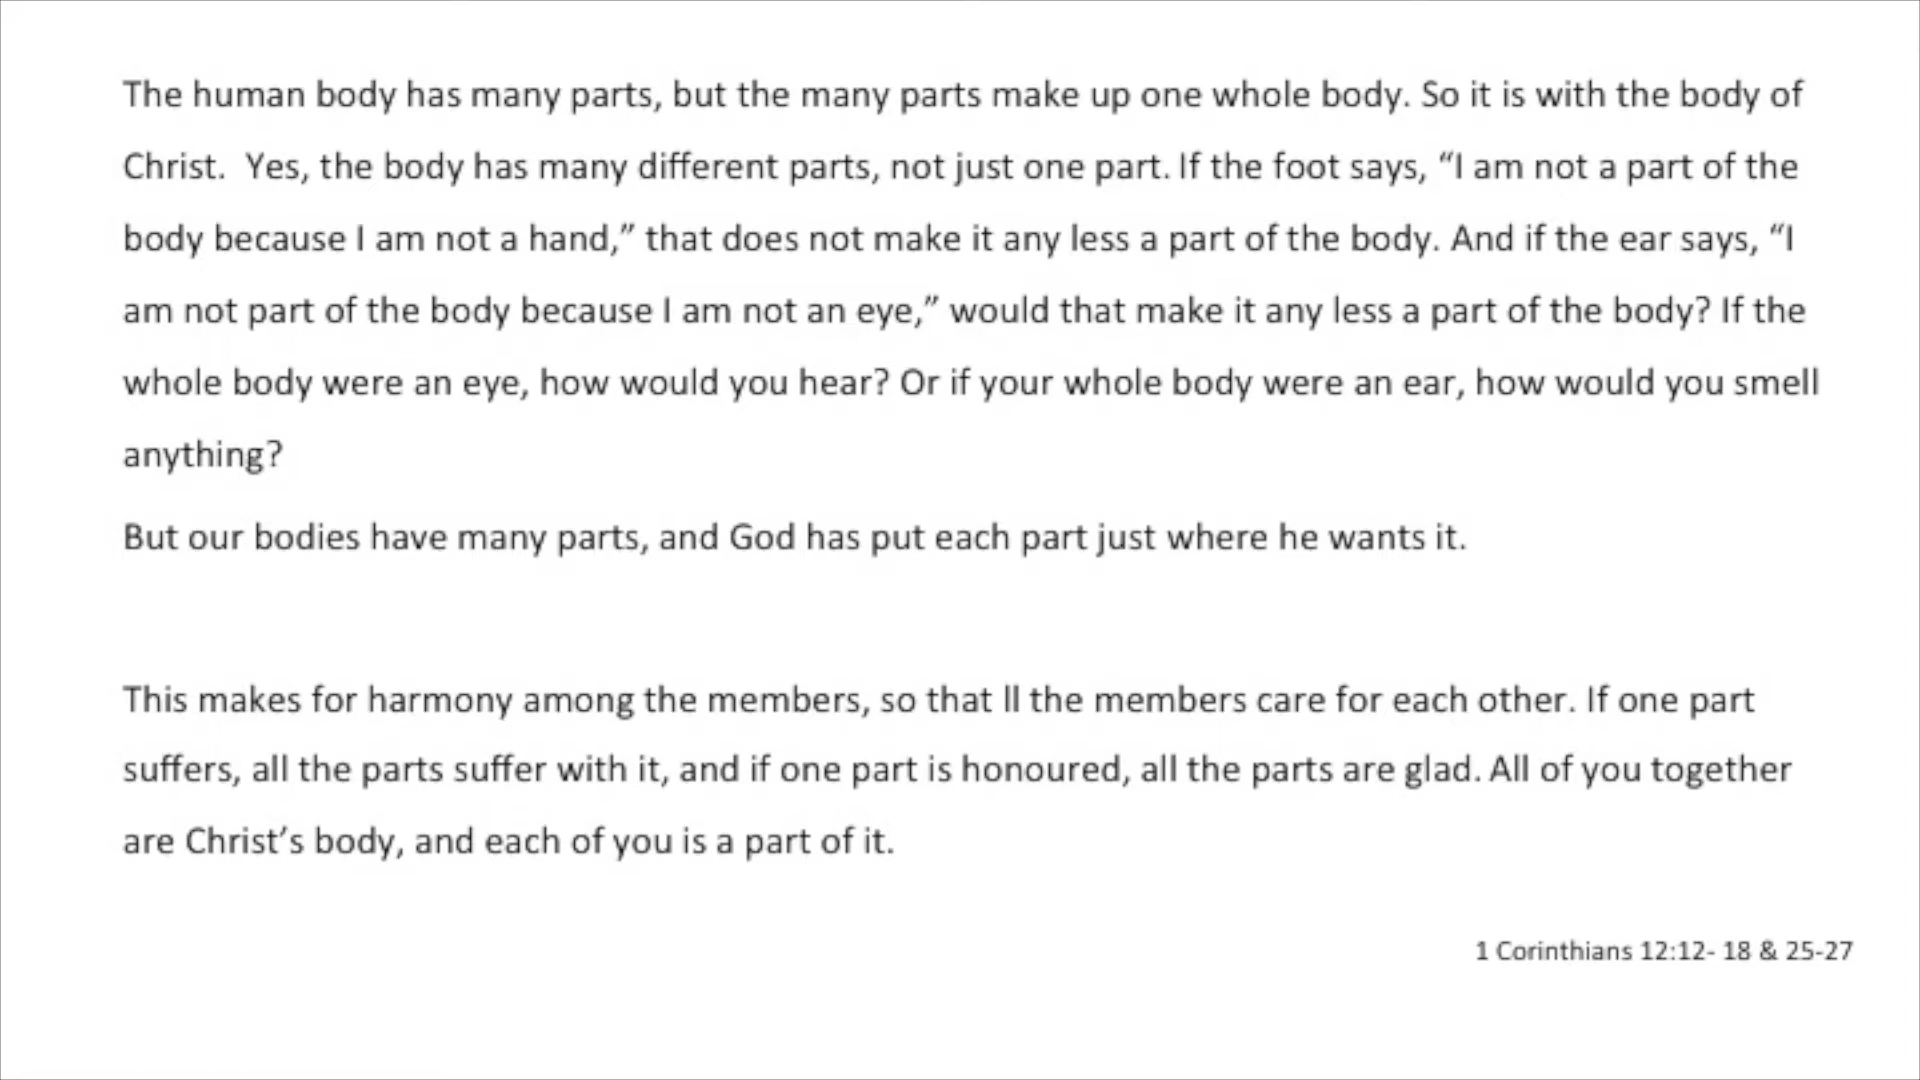 The human body has many parts, but the many parts make up one whole body. So it is with the body of
Christ.  Yes, the body has many different parts, not just one part. If the foot says, “I am not a part of the
body because I am not a hand,” that does not make it any less a part of the body. And if the ear says, “I
am not part of the body because I am not an eye,” would that make it any less a part of the body? If the
whole body were an eye, how would you hear? Or if your whole body were an ear, how would you smell
anything?
But our bodies have many parts, and God has put each part just where he wants it.
This makes for harmony among the members, so that ll the members care for each other. If one part
suffers, all the parts suffer with it, and if one part is honoured, all the parts are glad. All of you together
are Christ’s body, and each of you is a part of it.
1 Corinthians 12:12- 18 & 25-27